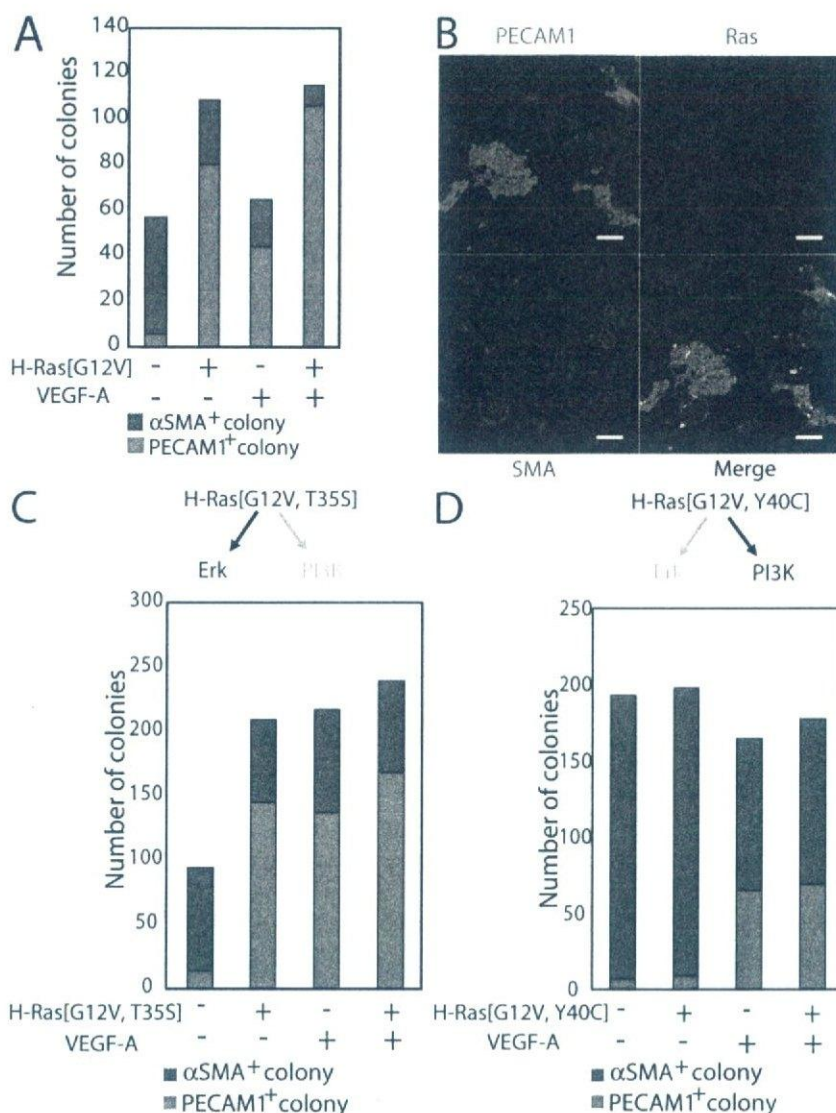 A
Number of colonies
140
120
100
80
60
40
20
0
H-Ras[G12V] - + - +
VEGF-A - - + +
αSMA+ colony
PECAM1+ colony
B
PECAM1 Ras
SMA Merge
C
H-Ras[G12V, T35S]
Erk PI3K
Number of colonies
300
250
200
150
100
50
0
H-Ras[G12V, T35S] - + - +
VEGF-A - - + +
αSMA+ colony
PECAM1+ colony
D
H-Ras[G12V, Y40C]
PI3K
Number of colonies
250
200
150
100
50
0
H-Ras[G12V, Y40C] - + - +
VEGF-A - - + +
αSMA+ colony
PECAM1+ colony